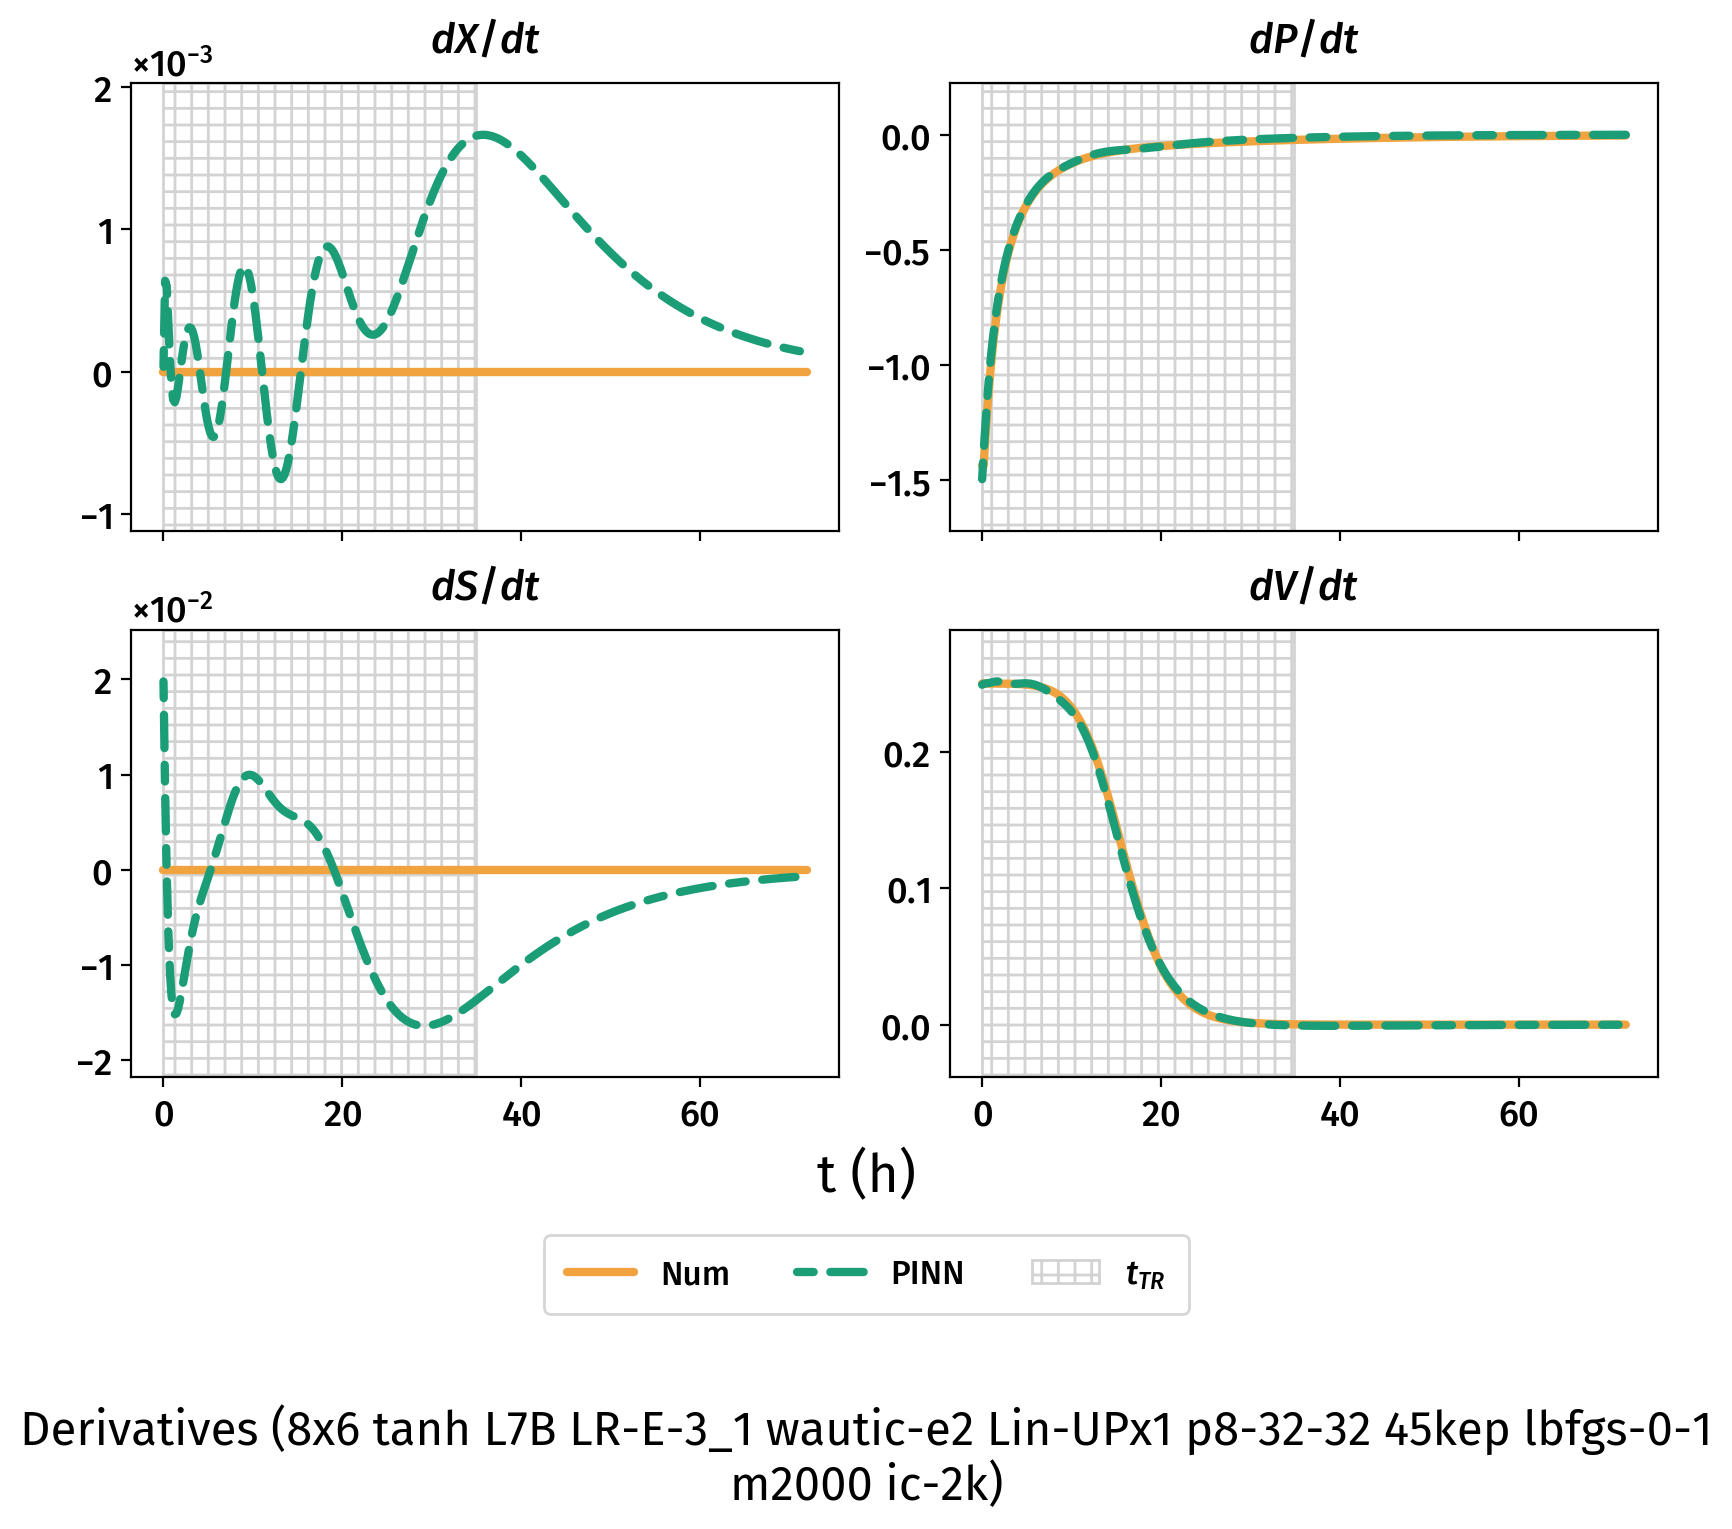 dX/dt
×10⁻³
2
1
0
−1
dP/dt
0.0
−0.5
−1.0
−1.5
dS/dt
×10⁻²
2
1
0
−1
−2
0 20 40 60
dV/dt
0.2
0.1
0.0
0 20 40 60
t (h)
Num PINN t_TR
Derivatives (8x6 tanh L7B LR-E-3_1 wautic-e2 Lin-UPx1 p8-32-32 45kep lbfgs-0-1
m2000 ic-2k)